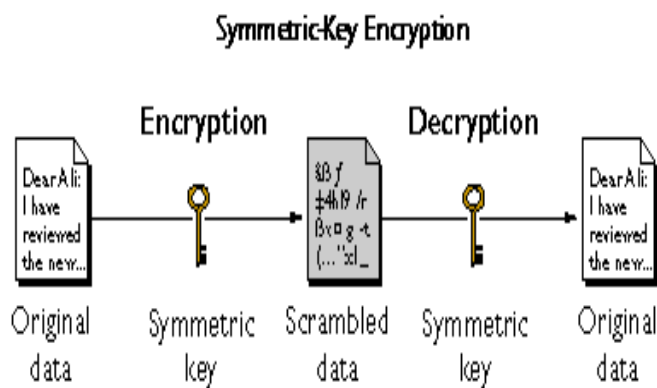 Symmetric-Key Encryption
Encryption
Decryption
Dear Ali:
I have
reviewed
the new...
Dear Ali:
I have
reviewed
the new...
Original
data
Symmetric
key
Scrambled
data
Symmetric
key
Original
data